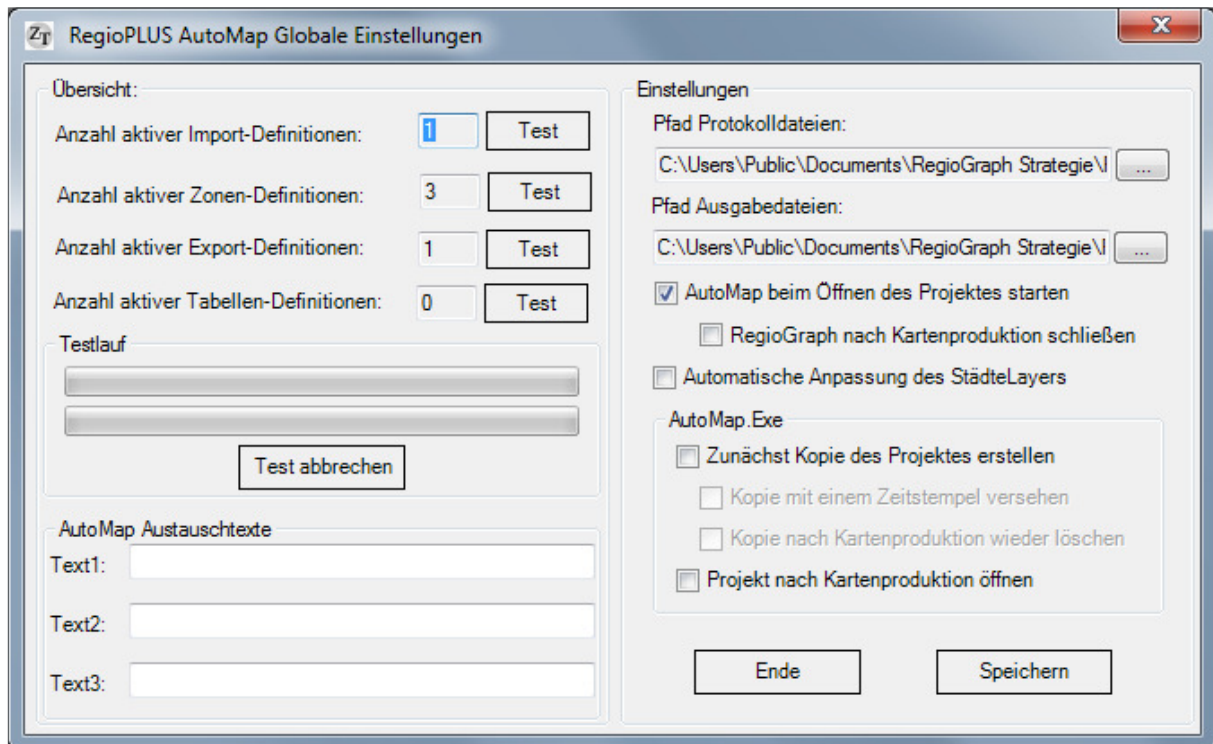 ZT RegioPLUS AutoMap Globale Einstellungen
Übersicht:
Anzahl aktiver Import-Definitionen: 1 Test
Anzahl aktiver Zonen-Definitionen: 3 Test
Anzahl aktiver Export-Definitionen: 1 Test
Anzahl aktiver Tabellen-Definitionen: 0 Test
Testlauf
Test abbrechen
AutoMap Austauschtexte
Text1:
Text2:
Text3:
Einstellungen
Pfad Protokolldateien:
C:\Users\Public\Documents\RegioGraph Strategie\ ...
Pfad Ausgabedateien:
C:\Users\Public\Documents\RegioGraph Strategie\ ...
AutoMap beim Öffnen des Projektes starten
RegioGraph nach Kartenproduktion schließen
Automatische Anpassung des StädteLayers
AutoMap.Exe
Zunächst Kopie des Projektes erstellen
Kopie mit einem Zeitstempel versehen
Kopie nach Kartenproduktion wieder löschen
Projekt nach Kartenproduktion öffnen
Ende Speichern